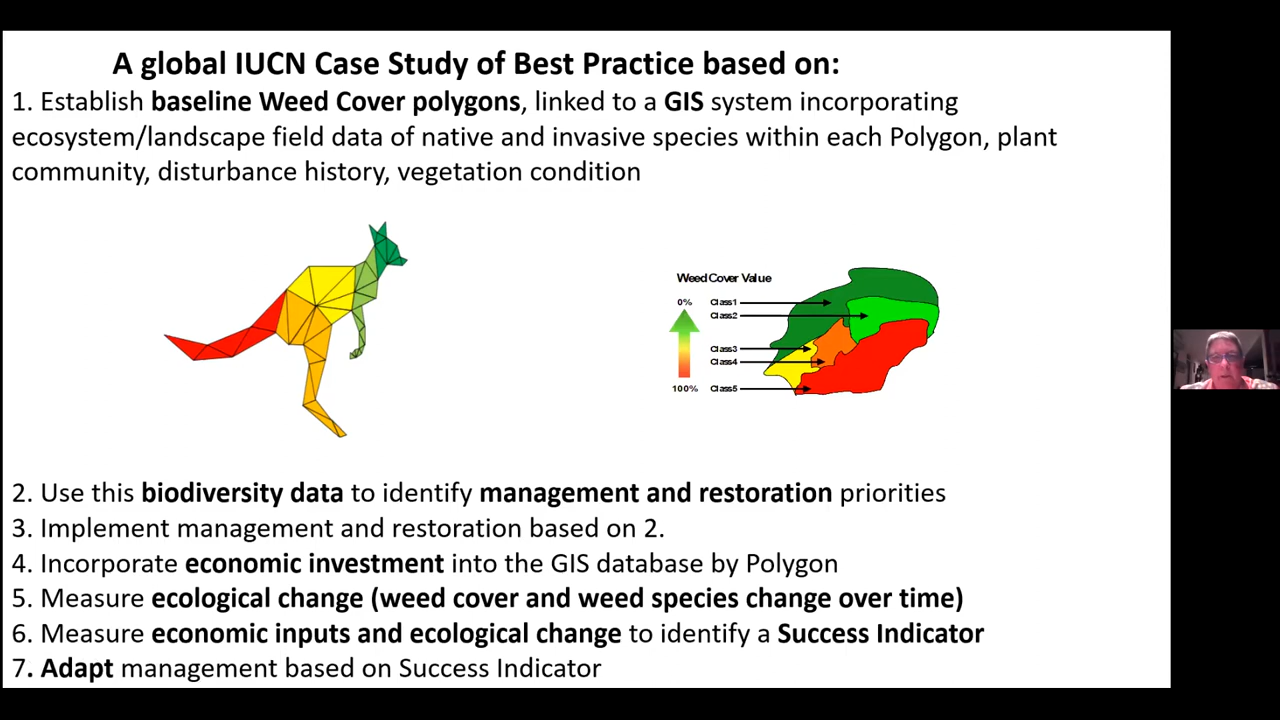 A global IUCN Case Study of Best Practice based on:
1. Establish baseline Weed Cover polygons, linked to a GIS system incorporating
ecosystem/landscape field data of native and invasive species within each Polygon, plant
community, disturbance history, vegetation condition
Weed Cover Value
0%
Class1
Class2
Class3
Class4
100%
Class5
2. Use this biodiversity data to identify management and restoration priorities
3. Implement management and restoration based on 2.
4. Incorporate economic investment into the GIS database by Polygon
5. Measure ecological change (weed cover and weed species change over time)
6. Measure economic inputs and ecological change to identify a Success Indicator
7. Adapt management based on Success Indicator